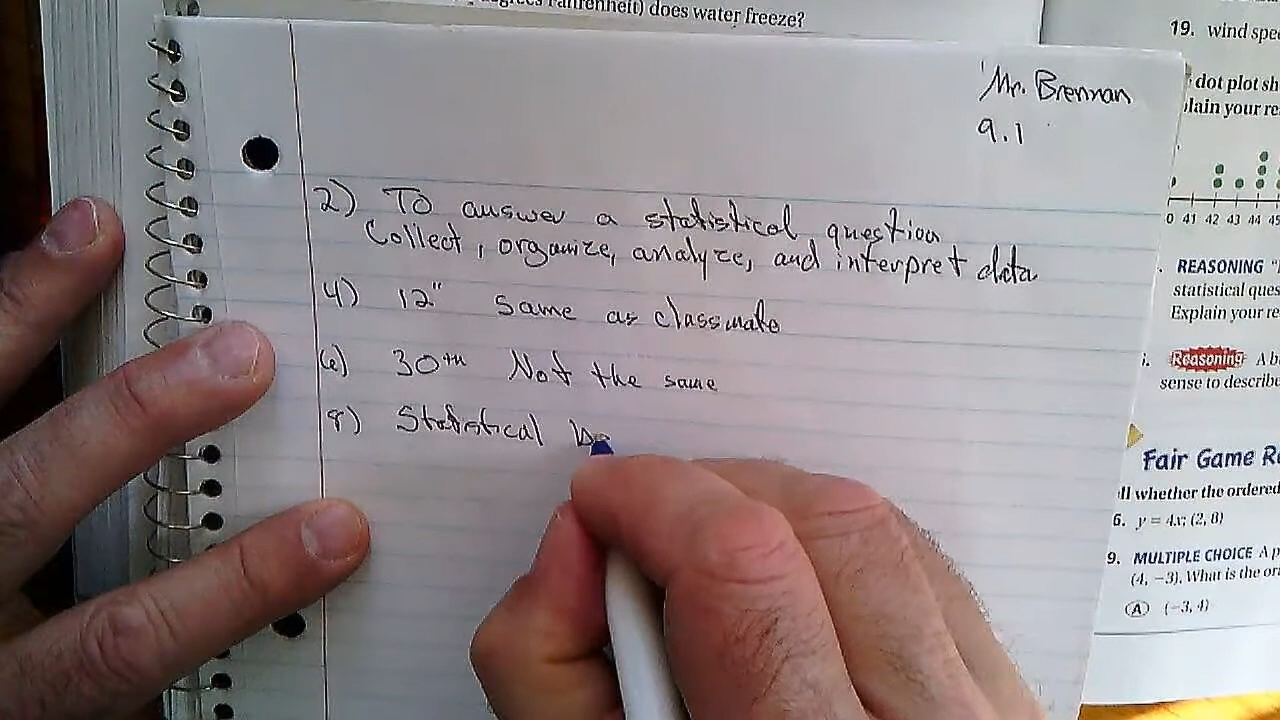 Fahrenheit) does water freeze?
Mr. Brennan
9.1
2) To answer a statistical question
Collect, organize, analyze, and interpret data
4) 12" same as classmate
6) 30th Not the same
8) Statistical
19. wind spe
dot plot sh
plain your re
0 41 42 43 44 45
REASONING "I
statistical ques
Explain your re
Reasoning A b
sense to describe
Fair Game Re
ll whether the ordered
6. y = 4x; (2, 8)
9. MULTIPLE CHOICE A p
(4, −3). What is the or
A (−3, 4)